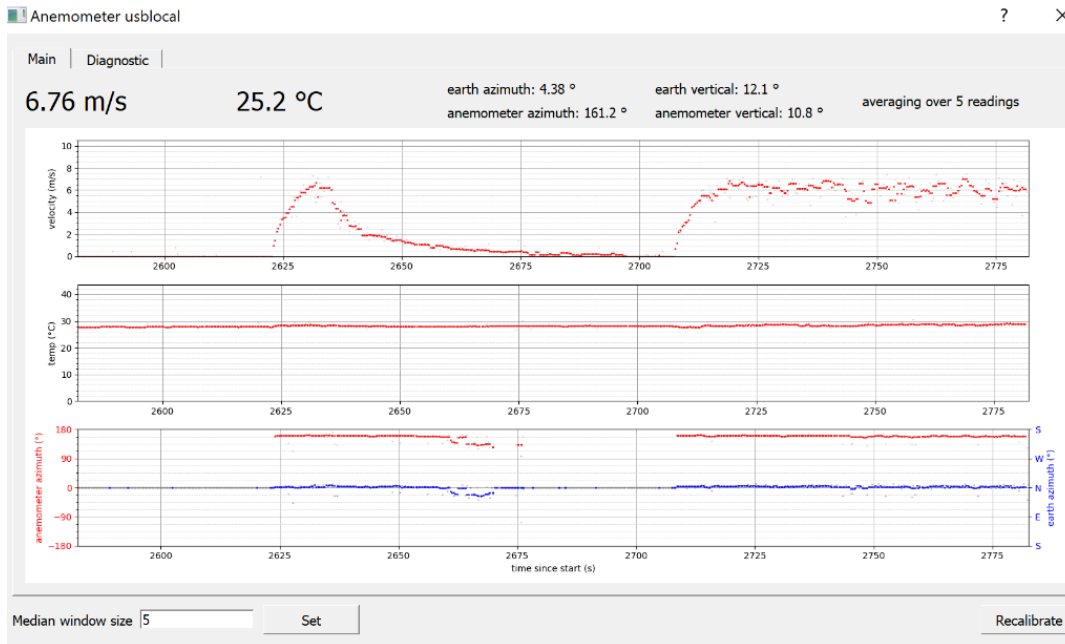 Anemometer usblocal
?
Main
Diagnostic
6.76 m/s
25.2 °C
earth azimuth: 4.38 °
anemometer azimuth: 161.2 °
earth vertical: 12.1 °
anemometer vertical: 10.8 °
averaging over 5 readings
velocity (m/s)
10
8
6
4
2
0
2600 2625 2650 2675 2700 2725 2750 2775
temp (°C)
40
30
20
10
0
2600 2625 2650 2675 2700 2725 2750 2775
anemometer azimuth (°)
180
90
0
−90
−180
S
W
N
E
S
earth azimuth (°)
2600 2625 2650 2675 2700 2725 2750 2775
time since start (s)
Median window size 5 Set Recalibrate